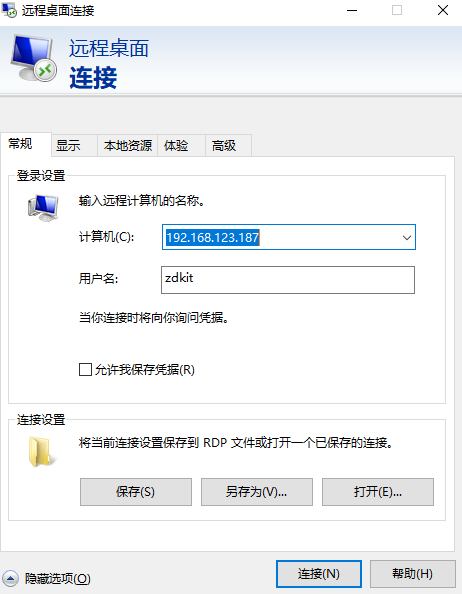 远程桌面连接
远程桌面
连接
常规 显示 本地资源 体验 高级
登录设置
输入远程计算机的名称。
计算机(C): 192.168.123.187
用户名: zdkit
当你连接时将向你询问凭据。
允许我保存凭据(R)
连接设置
将当前连接设置保存到 RDP 文件或打开一个已保存的连接。
保存(S) 另存为(V)... 打开(E)...
隐藏选项(O) 连接(N) 帮助(H)